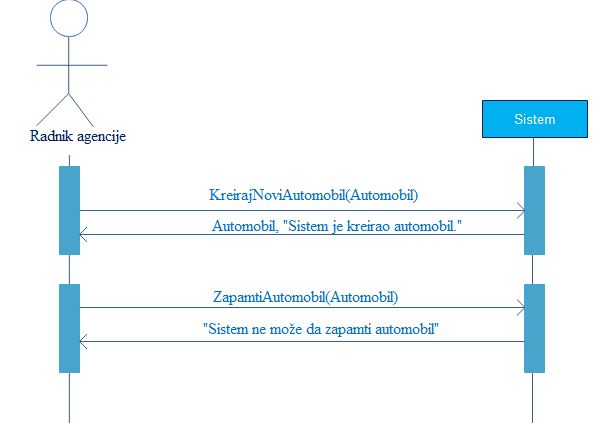 Radnik agencije
Sistem
KreirajNoviAutomobil(Automobil)
Automobil, "Sistem je kreirao automobil."
ZapamtiAutomobil(Automobil)
"Sistem ne može da zapamti automobil"